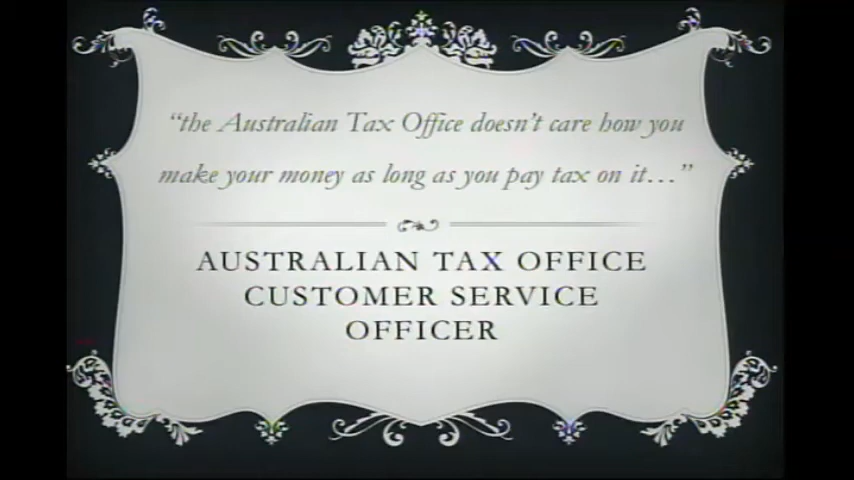 “the Australian Tax Office doesn’t care how you
make your money as long as you pay tax on it…”
AUSTRALIAN TAX OFFICE
CUSTOMER SERVICE
OFFICER